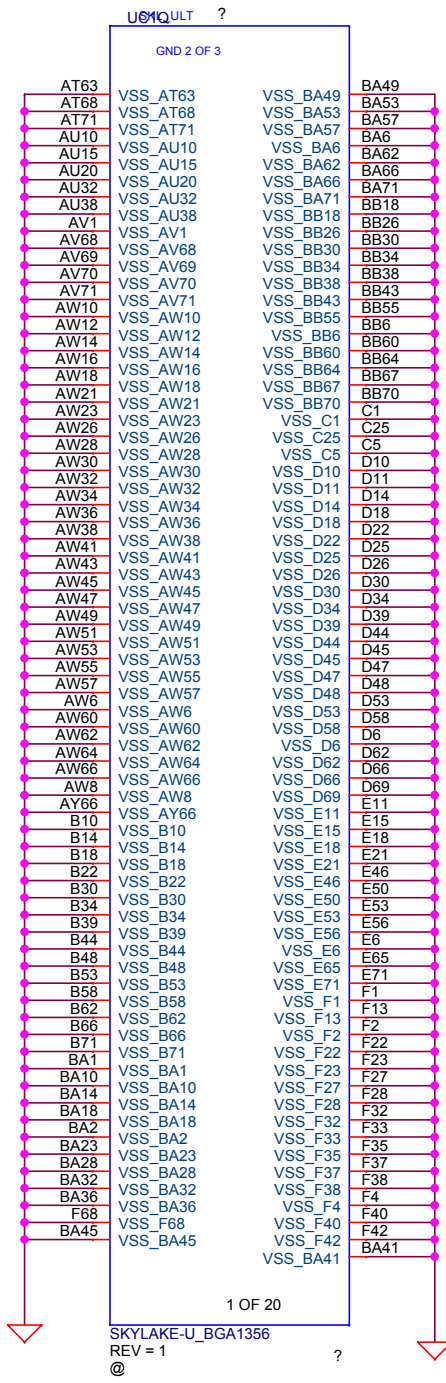 UC1Q SKL_ULT ?
GND 2 OF 3
AT63 VSS_AT63 VSS_BA49 BA49
AT68 VSS_AT68 VSS_BA53 BA53
AT71 VSS_AT71 VSS_BA57 BA57
AU10 VSS_AU10 VSS_BA6 BA6
AU15 VSS_AU15 VSS_BA62 BA62
AU20 VSS_AU20 VSS_BA66 BA66
AU32 VSS_AU32 VSS_BA71 BA71
AU38 VSS_AU38 VSS_BB18 BB18
AV1 VSS_AV1 VSS_BB26 BB26
AV68 VSS_AV68 VSS_BB30 BB30
AV69 VSS_AV69 VSS_BB34 BB34
AV70 VSS_AV70 VSS_BB38 BB38
AV71 VSS_AV71 VSS_BB43 BB43
AW10 VSS_AW10 VSS_BB55 BB55
AW12 VSS_AW12 VSS_BB6 BB6
AW14 VSS_AW14 VSS_BB60 BB60
AW16 VSS_AW16 VSS_BB64 BB64
AW18 VSS_AW18 VSS_BB67 BB67
AW21 VSS_AW21 VSS_BB70 BB70
AW23 VSS_AW23 VSS_C1 C1
AW26 VSS_AW26 VSS_C25 C25
AW28 VSS_AW28 VSS_C5 C5
AW30 VSS_AW30 VSS_D10 D10
AW32 VSS_AW32 VSS_D11 D11
AW34 VSS_AW34 VSS_D14 D14
AW36 VSS_AW36 VSS_D18 D18
AW38 VSS_AW38 VSS_D22 D22
AW41 VSS_AW41 VSS_D25 D25
AW43 VSS_AW43 VSS_D26 D26
AW45 VSS_AW45 VSS_D30 D30
AW47 VSS_AW47 VSS_D34 D34
AW49 VSS_AW49 VSS_D39 D39
AW51 VSS_AW51 VSS_D44 D44
AW53 VSS_AW53 VSS_D45 D45
AW55 VSS_AW55 VSS_D47 D47
AW57 VSS_AW57 VSS_D48 D48
AW6 VSS_AW6 VSS_D53 D53
AW60 VSS_AW60 VSS_D58 D58
AW62 VSS_AW62 VSS_D6 D6
AW64 VSS_AW64 VSS_D62 D62
AW66 VSS_AW66 VSS_D66 D66
AW8 VSS_AW8 VSS_D69 D69
AY66 VSS_AY66 VSS_E11 E11
B10 VSS_B10 VSS_E15 E15
B14 VSS_B14 VSS_E18 E18
B18 VSS_B18 VSS_E21 E21
B22 VSS_B22 VSS_E46 E46
B30 VSS_B30 VSS_E50 E50
B34 VSS_B34 VSS_E53 E53
B39 VSS_B39 VSS_E56 E56
B44 VSS_B44 VSS_E6 E6
B48 VSS_B48 VSS_E65 E65
B53 VSS_B53 VSS_E71 E71
B58 VSS_B58 VSS_F1 F1
B62 VSS_B62 VSS_F13 F13
B66 VSS_B66 VSS_F2 F2
B71 VSS_B71 VSS_F22 F22
BA1 VSS_BA1 VSS_F23 F23
BA10 VSS_BA10 VSS_F27 F27
BA14 VSS_BA14 VSS_F28 F28
BA18 VSS_BA18 VSS_F32 F32
BA2 VSS_BA2 VSS_F33 F33
BA23 VSS_BA23 VSS_F35 F35
BA28 VSS_BA28 VSS_F37 F37
BA32 VSS_BA32 VSS_F38 F38
BA36 VSS_BA36 VSS_F4 F4
F68 VSS_F68 VSS_F40 F40
BA45 VSS_BA45 VSS_F42 F42
VSS_BA41 BA41
1 OF 20
SKYLAKE-U_BGA1356
REV = 1 ?
@